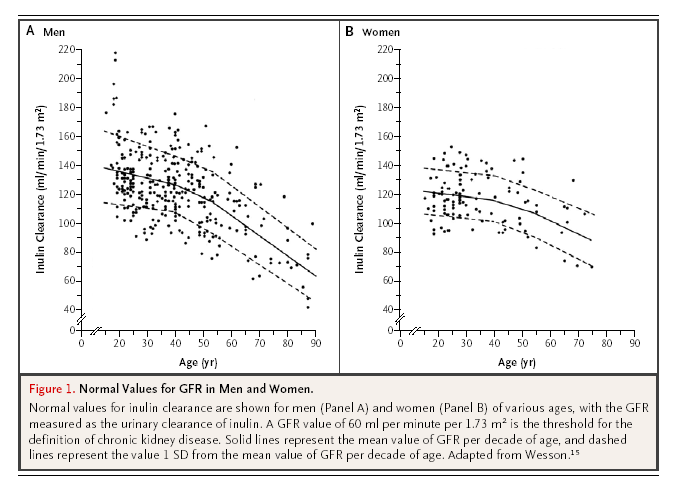 A Men
220
200
180
160
140
120
100
80
60
40
0
Inulin Clearance (ml/min/1.73 m²)
0 20 30 40 50 60 70 80 90
Age (yr)
B Women
220
200
180
160
140
120
100
80
60
40
0
Inulin Clearance (ml/min/1.73 m²)
0 20 30 40 50 60 70 80 90
Age (yr)
Figure 1. Normal Values for GFR in Men and Women.
Normal values for inulin clearance are shown for men (Panel A) and women (Panel B) of various ages, with the GFR
measured as the urinary clearance of inulin. A GFR value of 60 ml per minute per 1.73 m² is the threshold for the
definition of chronic kidney disease. Solid lines represent the mean value of GFR per decade of age, and dashed
lines represent the value 1 SD from the mean value of GFR per decade of age. Adapted from Wesson.¹⁵